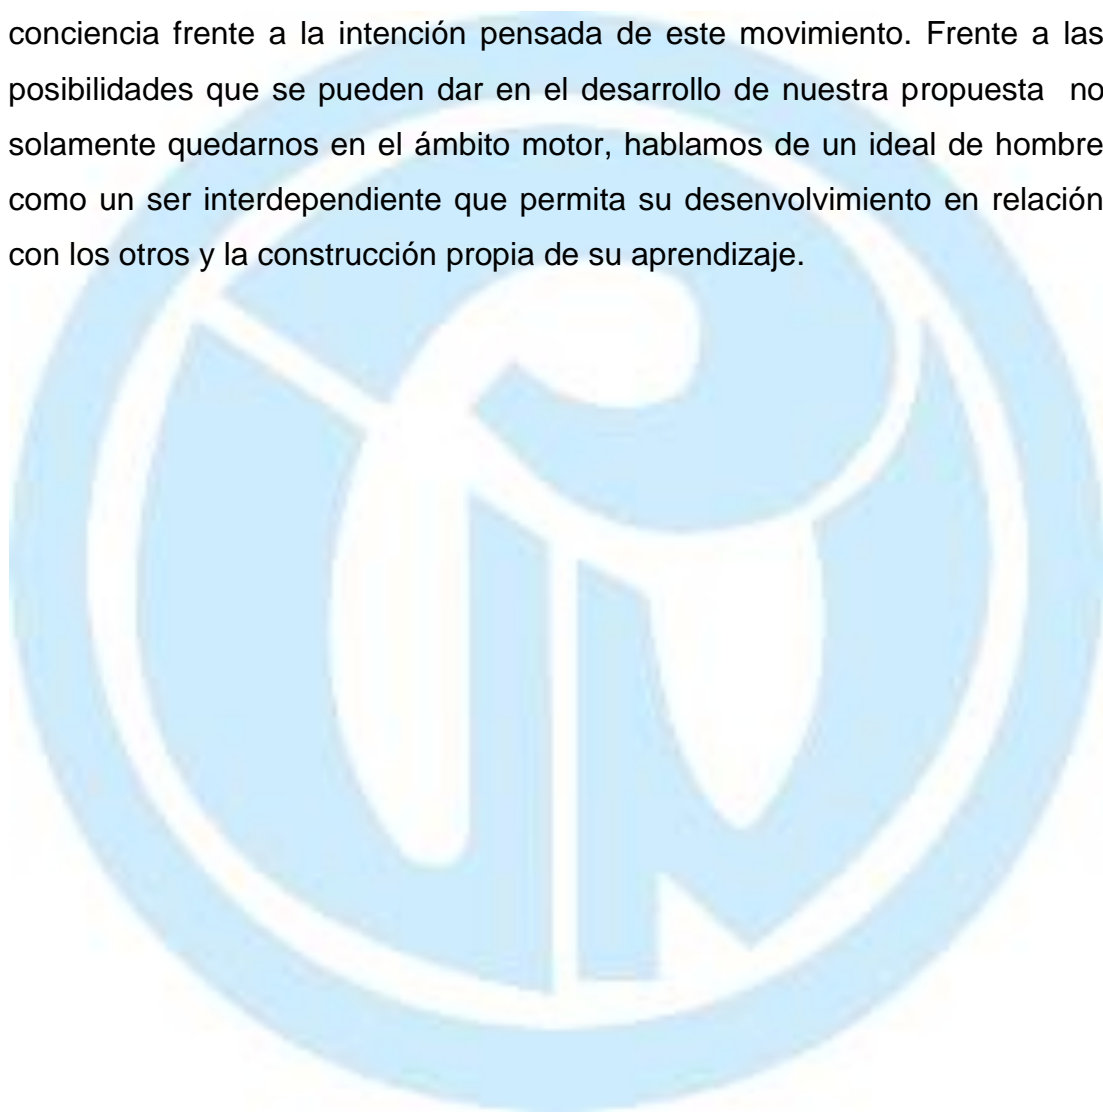 conciencia frente a la intención pensada de este movimiento. Frente a las
posibilidades que se pueden dar en el desarrollo de nuestra propuesta  no
solamente quedarnos en el ámbito motor, hablamos de un ideal de hombre
como un ser interdependiente que permita su desenvolvimiento en relación
con los otros y la construcción propia de su aprendizaje.